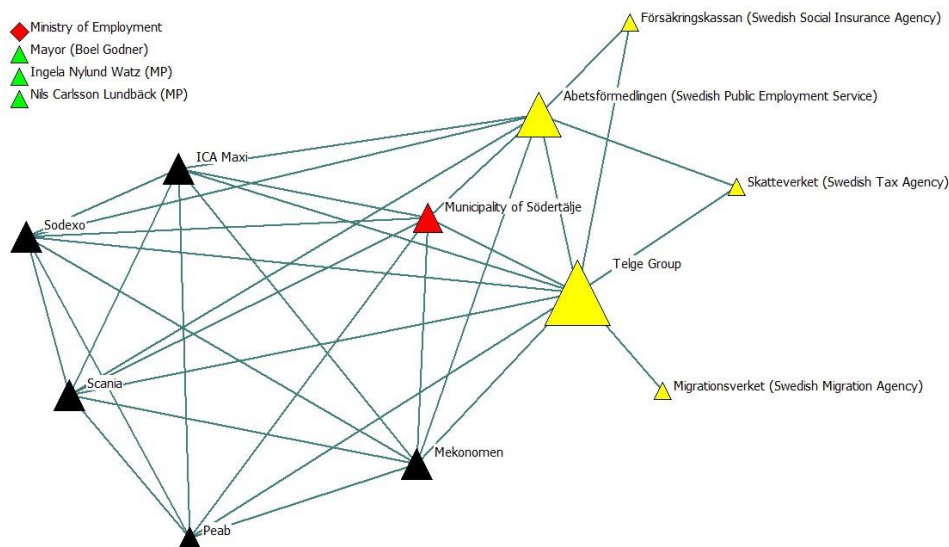 Ministry of Employment
Mayor (Boel Godner)
Ingela Nylund Watz (MP)
Nils Carlsson Lundbäck (MP)
Försäkringskassan (Swedish Social Insurance Agency)
Abetsförmedlingen (Swedish Public Employment Service)
ICA Maxi
Skatteverket (Swedish Tax Agency)
Municipality of Södertälje
Sodexo
Telge Group
Scania
Migrationsverket (Swedish Migration Agency)
Mekonomen
Peab